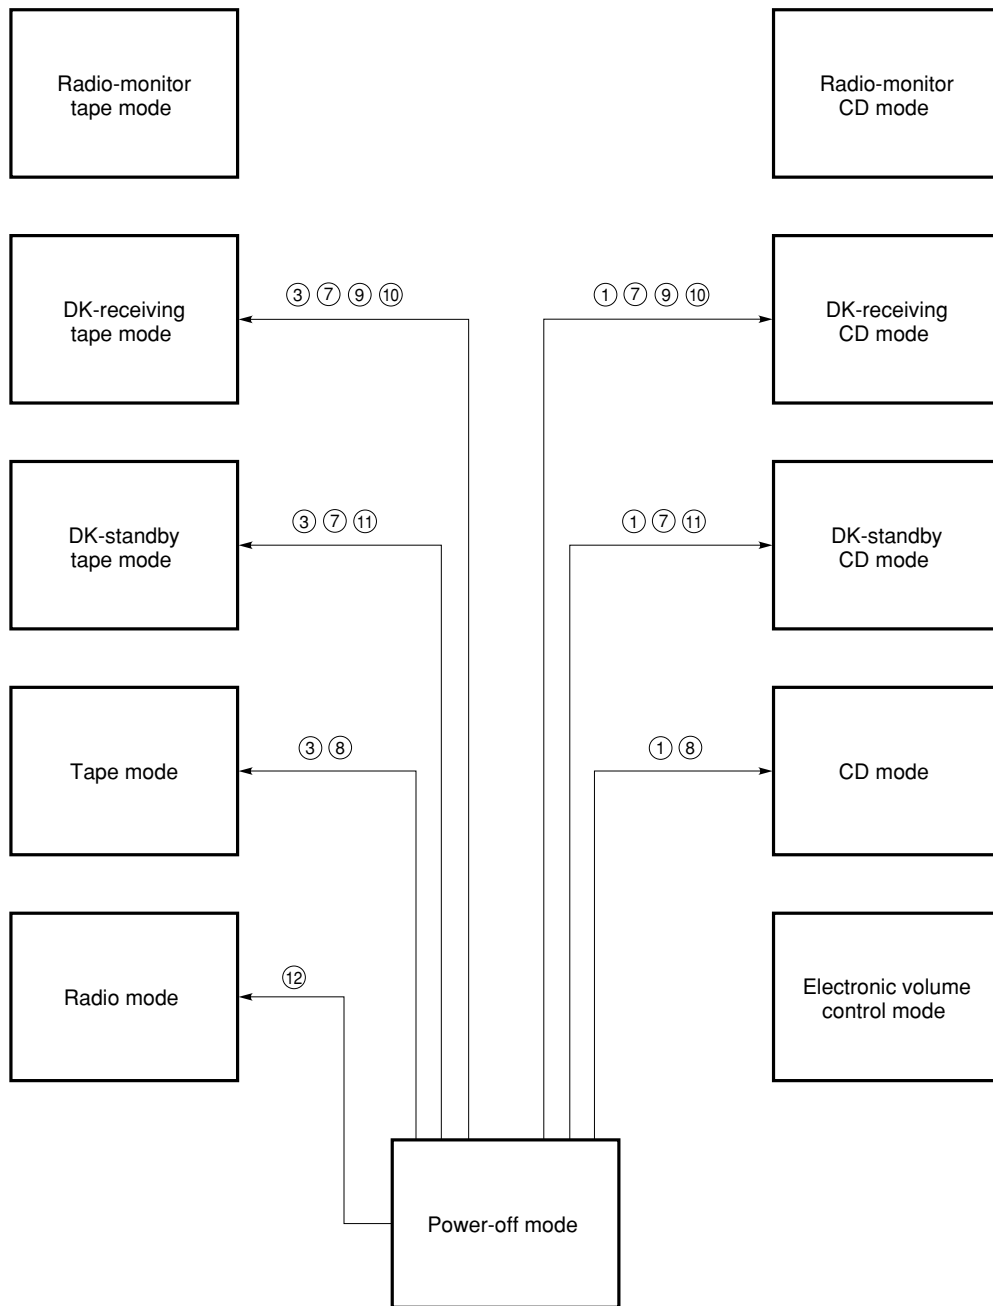 Radio-monitor
tape mode
Radio-monitor
CD mode
DK-receiving
tape mode
③ ⑦ ⑨ ⑩
① ⑦ ⑨ ⑩
DK-receiving
CD mode
DK-standby
tape mode
③ ⑦ ⑪
① ⑦ ⑪
DK-standby
CD mode
Tape mode
③ ⑧
① ⑧
CD mode
Radio mode
⑫
Electronic volume
control mode
Power-off mode